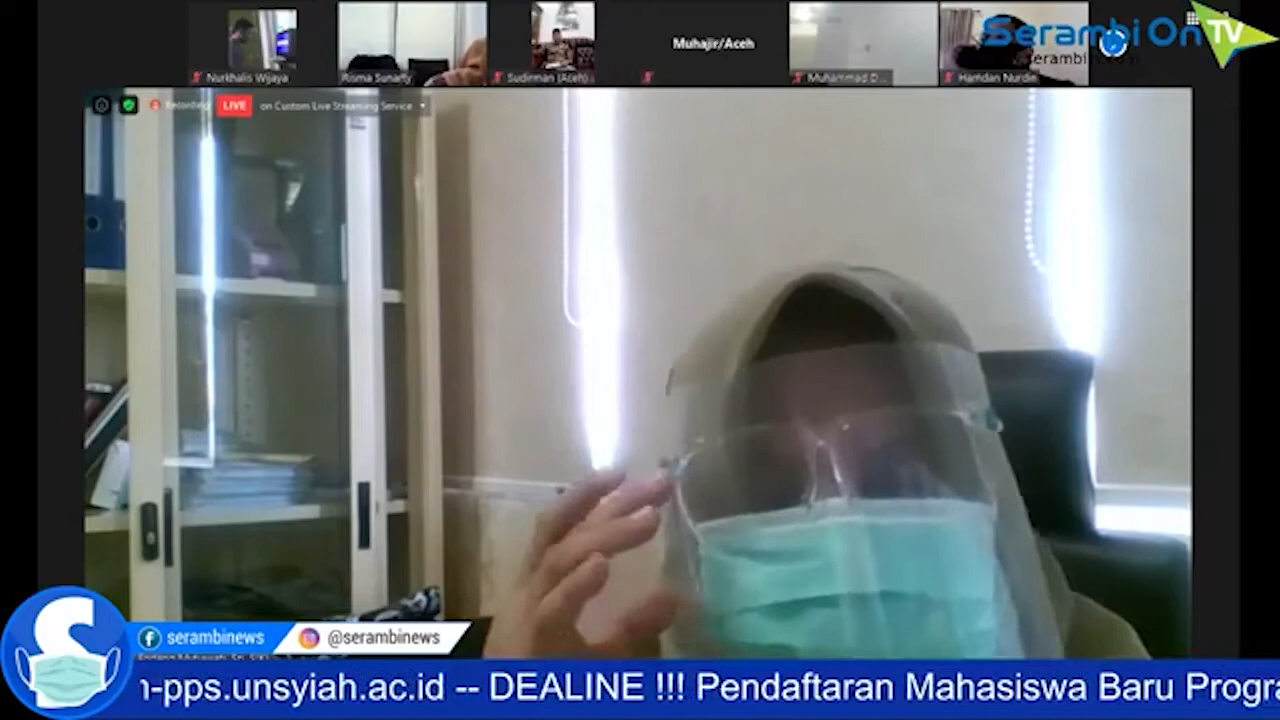 Serambi On TV
Muhajir/Aceh
Nurkhalis Wijaya
Risma Sunarty
Sudirman (Aceh)
Muhammad D...
Hamdan Nurdin
Recording
LIVE
on Custom Live Streaming Service
serambinews
@serambinews
n-pps.unsyiah.ac.id -- DEALINE !!! Pendaftaran Mahasiswa Baru Progra